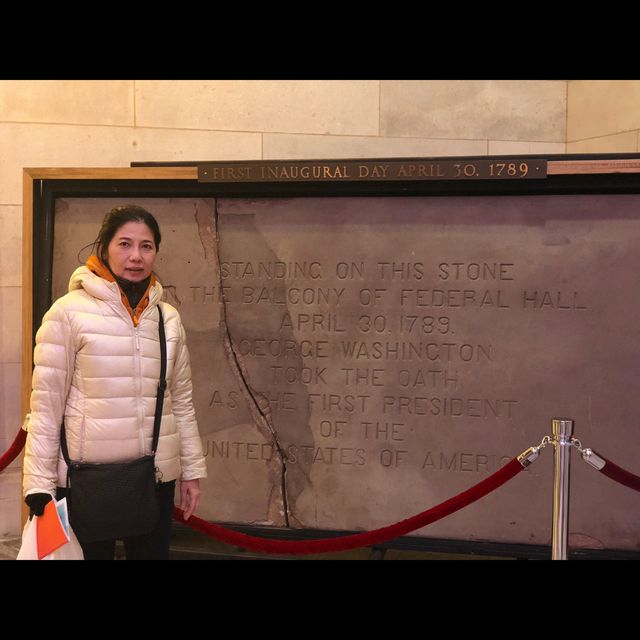 · FIRST INAUGURAL DAY APRIL 30, 1789 ·
STANDING ON THIS STONE
THE BALCONY OF FEDERAL HALL
APRIL 30. 1789.
GEORGE WASHINGTON
TOOK THE OATH
AS THE FIRST PRESIDENT
OF THE
UNITED STATES OF AMERICA